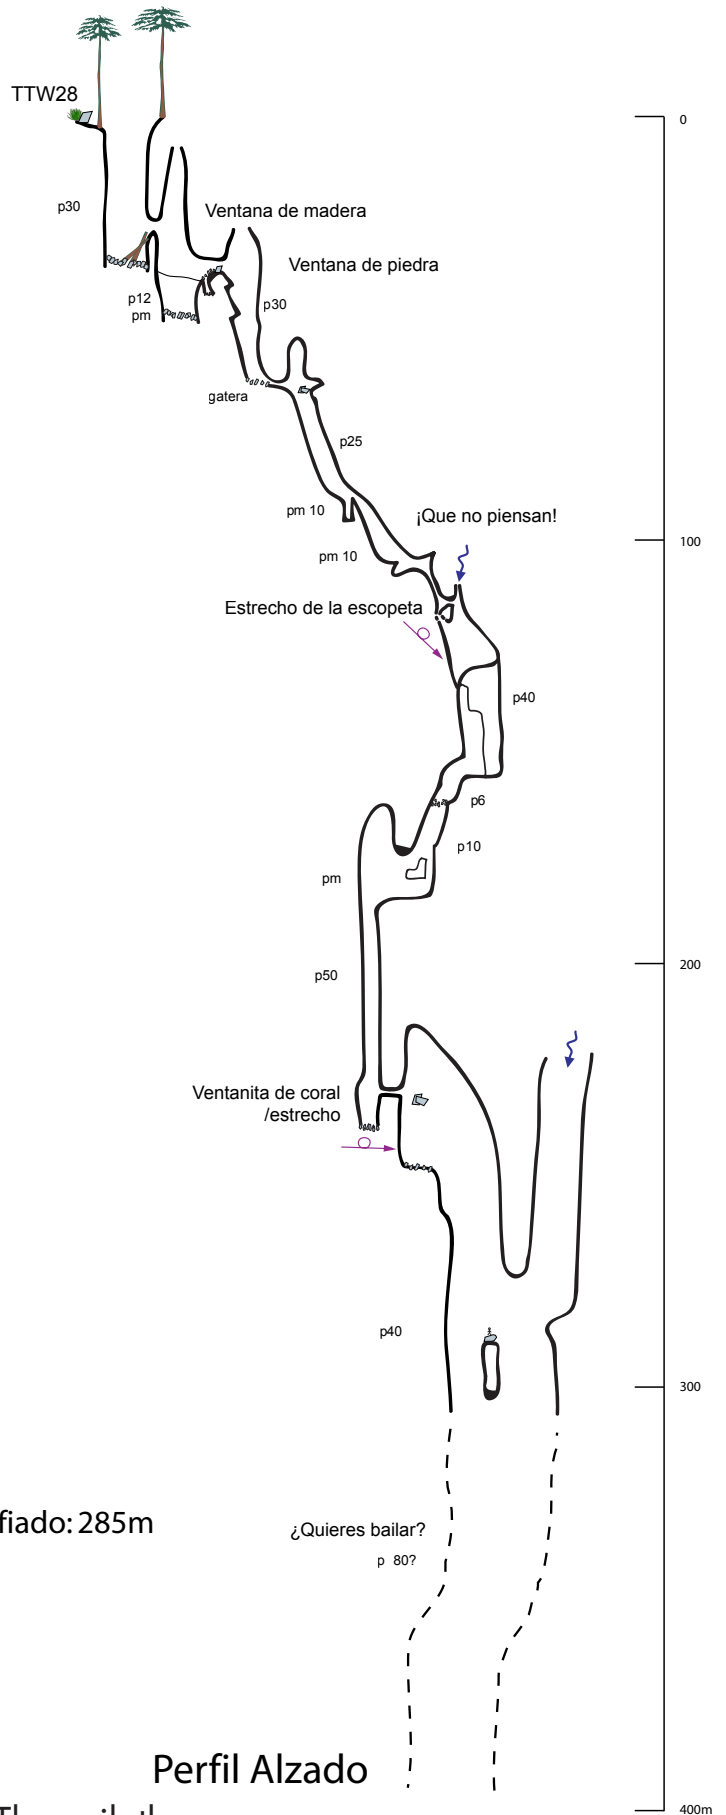 TTW28
0
p30
Ventana de madera
Ventana de piedra
p12
pm
p30
gatera
p25
pm 10
¡Que no piensan!
100
pm 10
Estrecho de la escopeta
p40
p6
p10
pm
200
p50
Ventanita de coral
/estrecho
p40
300
fiado: 285m
¿Quieres bailar?
p 80?
Perfil Alzado
400m